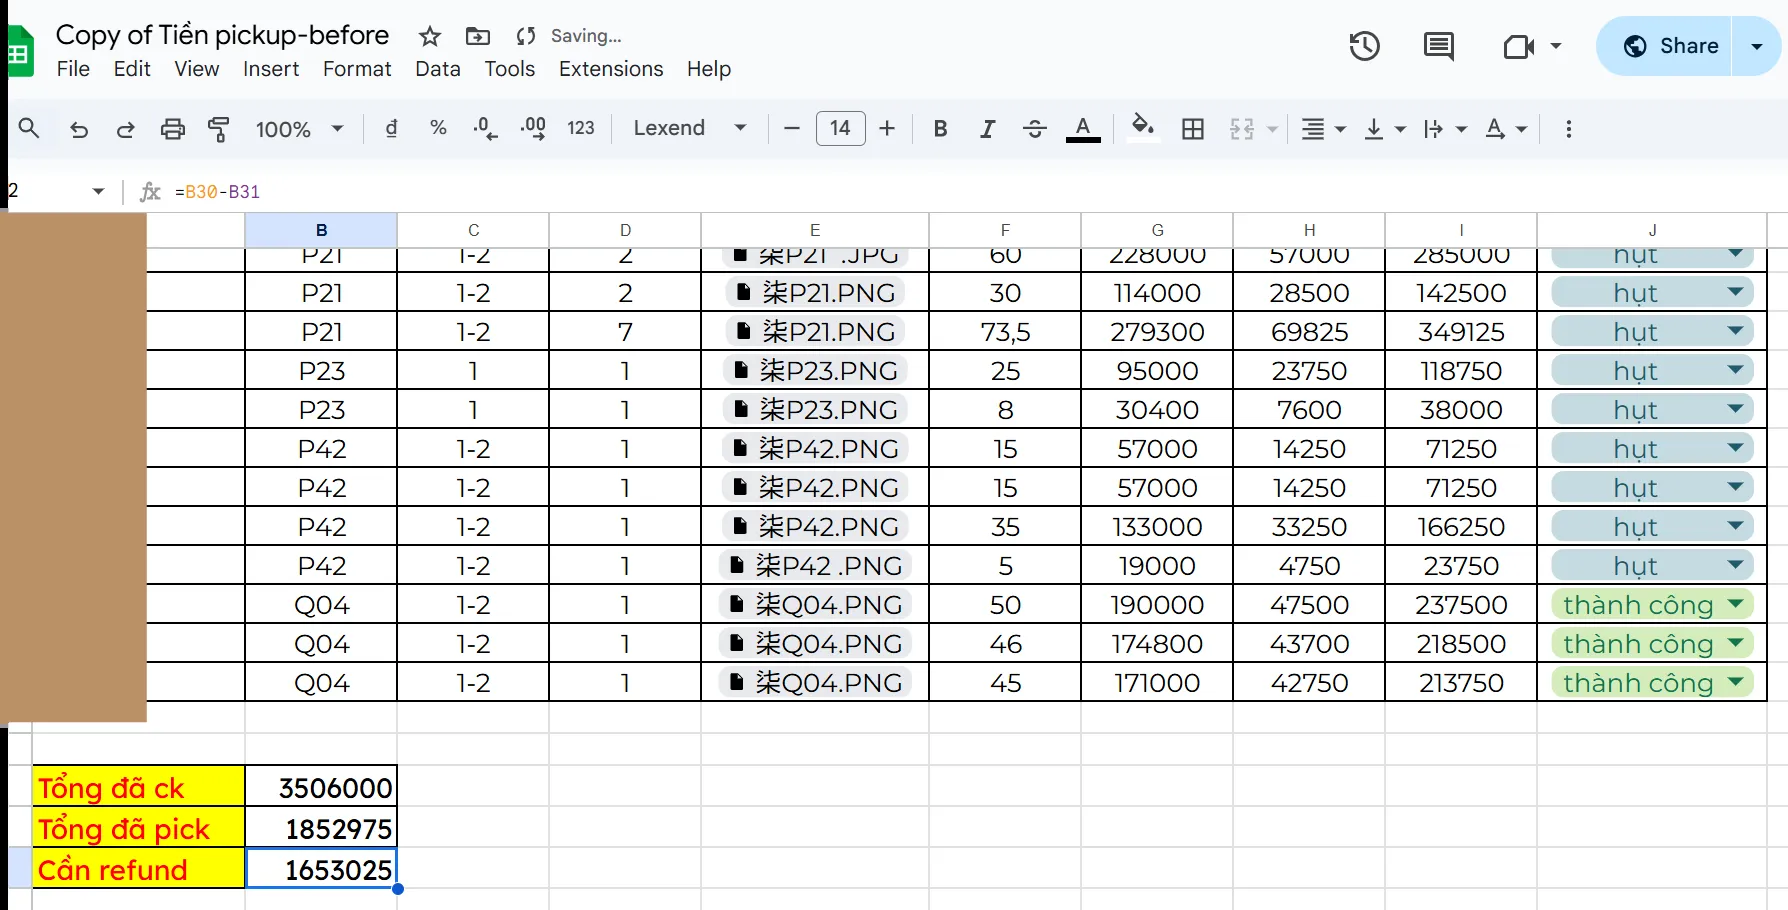 Copy of Tiền pickup-before Saving...
File Edit View Insert Format Data Tools Extensions Help
Share
100% đ % .0 .00 123 Lexend 14 B I A
2 fx =B30-B31
B C D E F G H I J
P21 1-2 2 柒P21 .JPG 60 228000 57000 285000 hụt
P21 1-2 2 柒P21.PNG 30 114000 28500 142500 hụt
P21 1-2 7 柒P21.PNG 73,5 279300 69825 349125 hụt
P23 1 1 柒P23.PNG 25 95000 23750 118750 hụt
P23 1 1 柒P23.PNG 8 30400 7600 38000 hụt
P42 1-2 1 柒P42.PNG 15 57000 14250 71250 hụt
P42 1-2 1 柒P42.PNG 15 57000 14250 71250 hụt
P42 1-2 1 柒P42.PNG 35 133000 33250 166250 hụt
P42 1-2 1 柒P42 .PNG 5 19000 4750 23750 hụt
Q04 1-2 1 柒Q04.PNG 50 190000 47500 237500 thành công
Q04 1-2 1 柒Q04.PNG 46 174800 43700 218500 thành công
Q04 1-2 1 柒Q04.PNG 45 171000 42750 213750 thành công
Tổng đã ck 3506000
Tổng đã pick 1852975
Cần refund 1653025